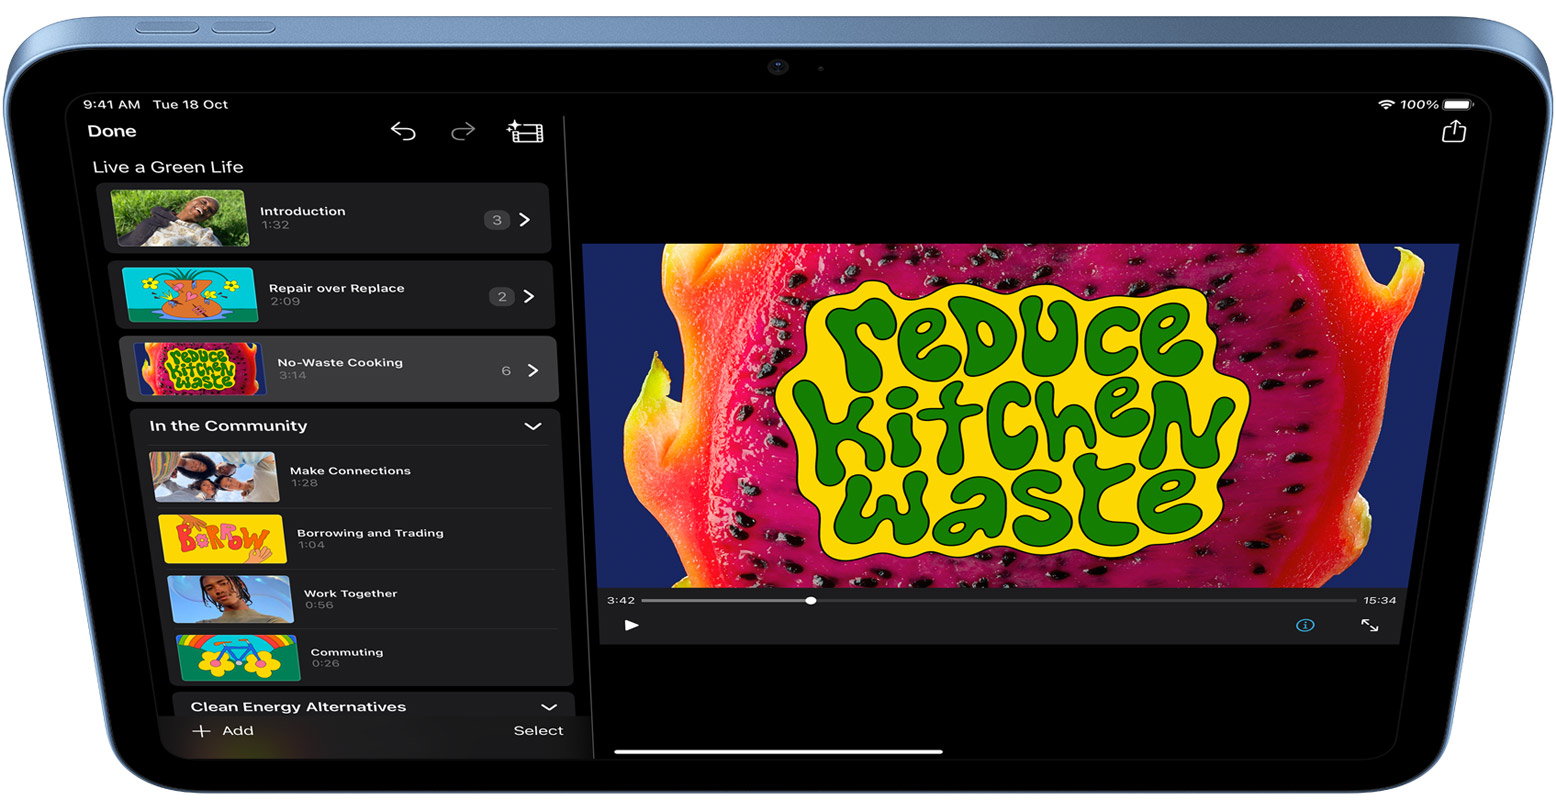 9:41 AM Tue 18 Oct
100%
Done
Live a Green Life
Introduction
1:32
3
Repair over Replace
2:09
2
reduce
kitchen
waste
No-Waste Cooking
3:14
6
In the Community
Make Connections
1:28
BORROW
Borrowing and Trading
1:04
Work Together
0:56
Commuting
0:26
Clean Energy Alternatives
Add
Select
reduce
kitchen
waste
3:42
15:34